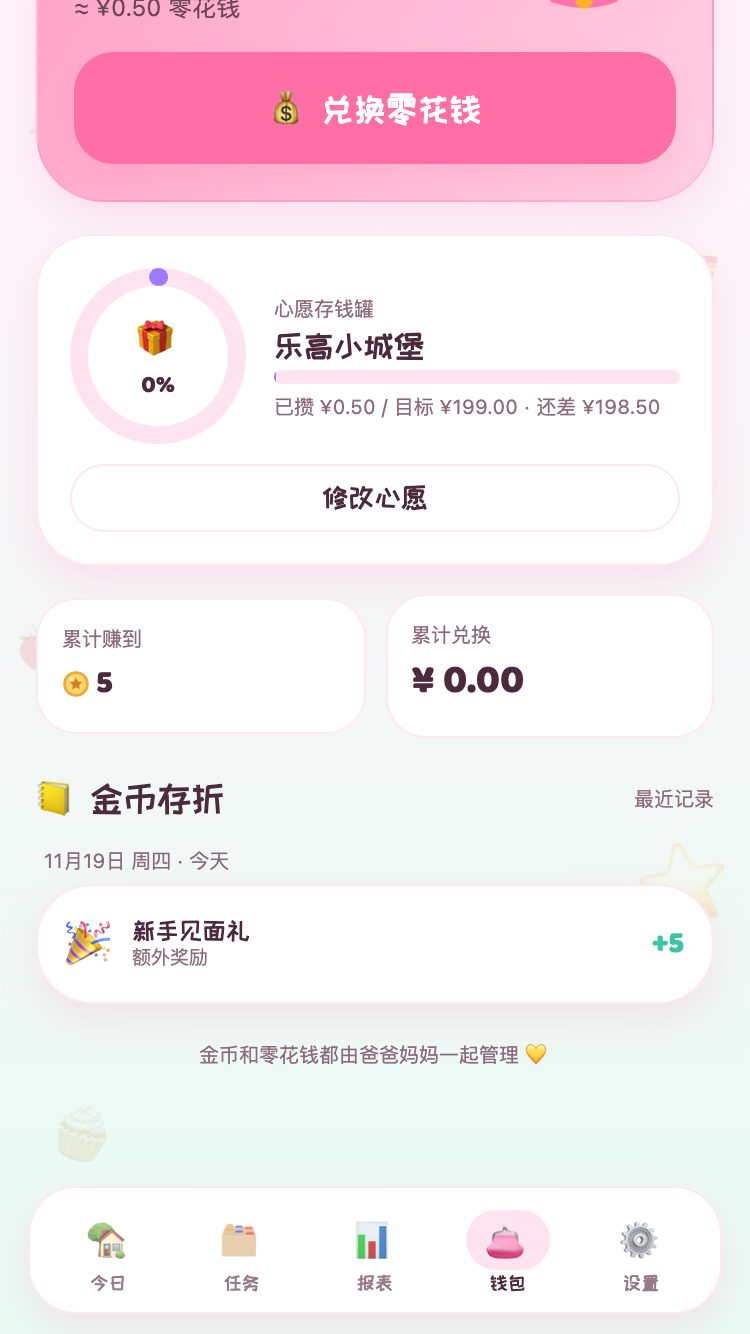 ≈ ¥0.50 零花钱
兑换零花钱
心愿存钱罐
乐高小城堡
0%
已攒 ¥0.50 / 目标 ¥199.00 · 还差 ¥198.50
修改心愿
累计赚到
5
累计兑换
¥ 0.00
金币存折
最近记录
11月19日 周四 · 今天
新手见面礼
额外奖励
+5
金币和零花钱都由爸爸妈妈一起管理 💛
今日
任务
报表
钱包
设置